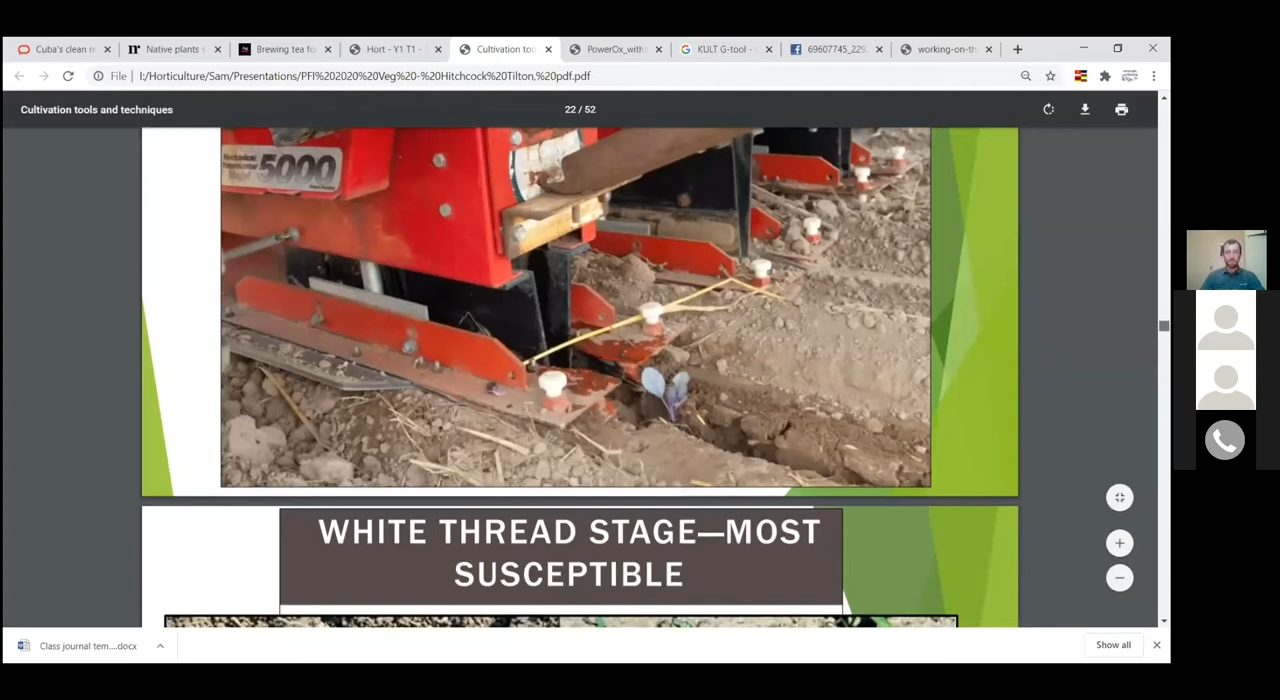 Cuba's clean r
Native plants
Brewing tea fo
Hort - Y1 T1 -
Cultivation too
PowerOx_with
KULT G-tool -
69607745_229
working-on-th
File
I:/Horticulture/Sam/Presentations/PFI%202020%20Veg%20-%20Hitchcock%20Tilton,%20pdf.pdf
Cultivation tools and techniques
22 / 52
5000
WHITE THREAD STAGE—MOST
SUSCEPTIBLE
Class journal tem....docx
Show all